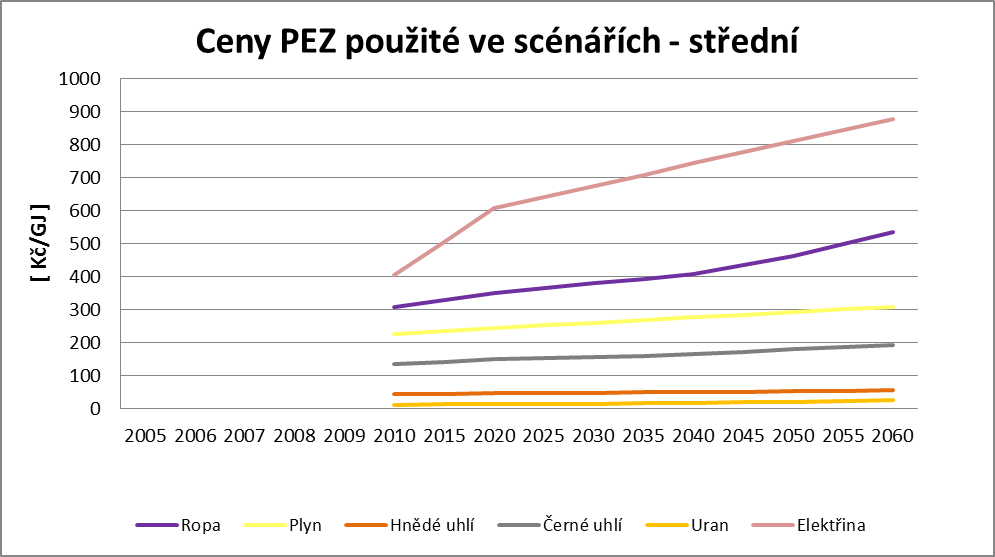 Ceny PEZ použité ve scénářích - střední
[ Kč/GJ ]
1000
900
800
700
600
500
400
300
200
100
0
2005 2006 2007 2008 2009 2010 2015 2020 2025 2030 2035 2040 2045 2050 2055 2060
Ropa Plyn Hnědé uhlí Černé uhlí Uran Elektřina